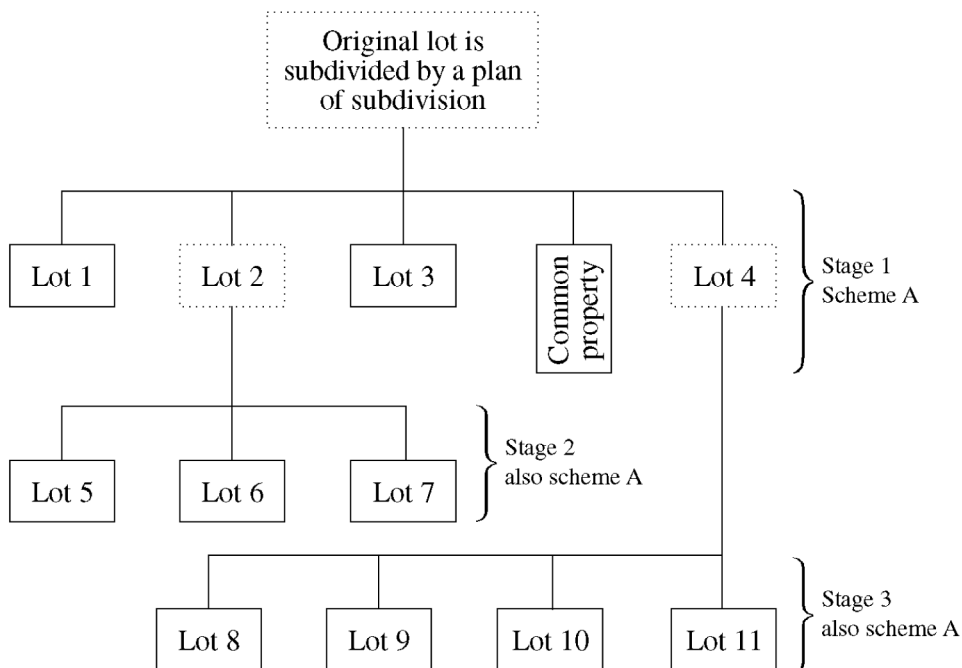 Original lot is
subdivided by a plan
of subdivision
Lot 1
Lot 2
Lot 3
Common
property
Lot 4
Stage 1
Scheme A
Lot 5
Lot 6
Lot 7
Stage 2
also scheme A
Lot 8
Lot 9
Lot 10
Lot 11
Stage 3
also scheme A